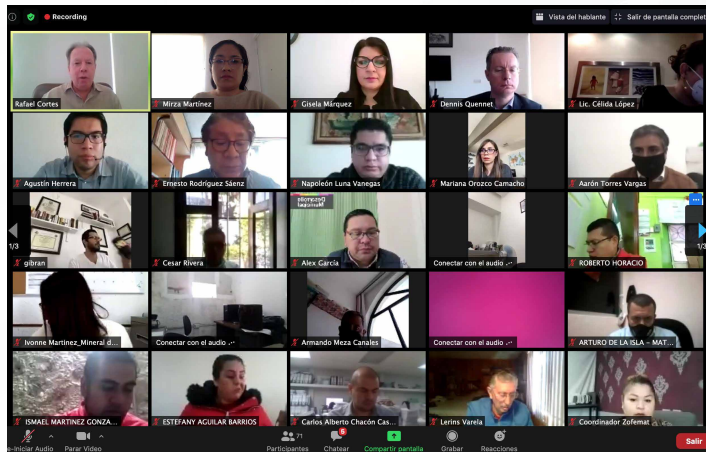 Recording
Vista del hablante
Salir de pantalla complet
Rafael Cortes
Mirza Martínez
Gisela Márquez
Dennis Quennet
Lic. Célida López
Agustín Herrera
Ernesto Rodríguez Sáenz
Napoleón Luna Vanegas
Mariana Orozco Camacho
Aarón Torres Vargas
1/3
gibran
Cesar Rivera
Alex García
Conectar con el audio ...
ROBERTO HORACIO
1/3
Ivonne Martinez_Mineral d...
Conectar con el audio ...
Armando Meza Canales
Conectar con el audio ...
ARTURO DE LA ISLA - MAT...
ISMAEL MARTINEZ GONZA...
ESTEFANY AGUILAR BARRIOS
Carlos Alberto Chacón Cas...
Lerins Varela
Coordinador Zofemat
e-Iniciar Audio
Parar Video
71
Participantes
5
Chatear
Compartir pantalla
Grabar
Reacciones
Salir